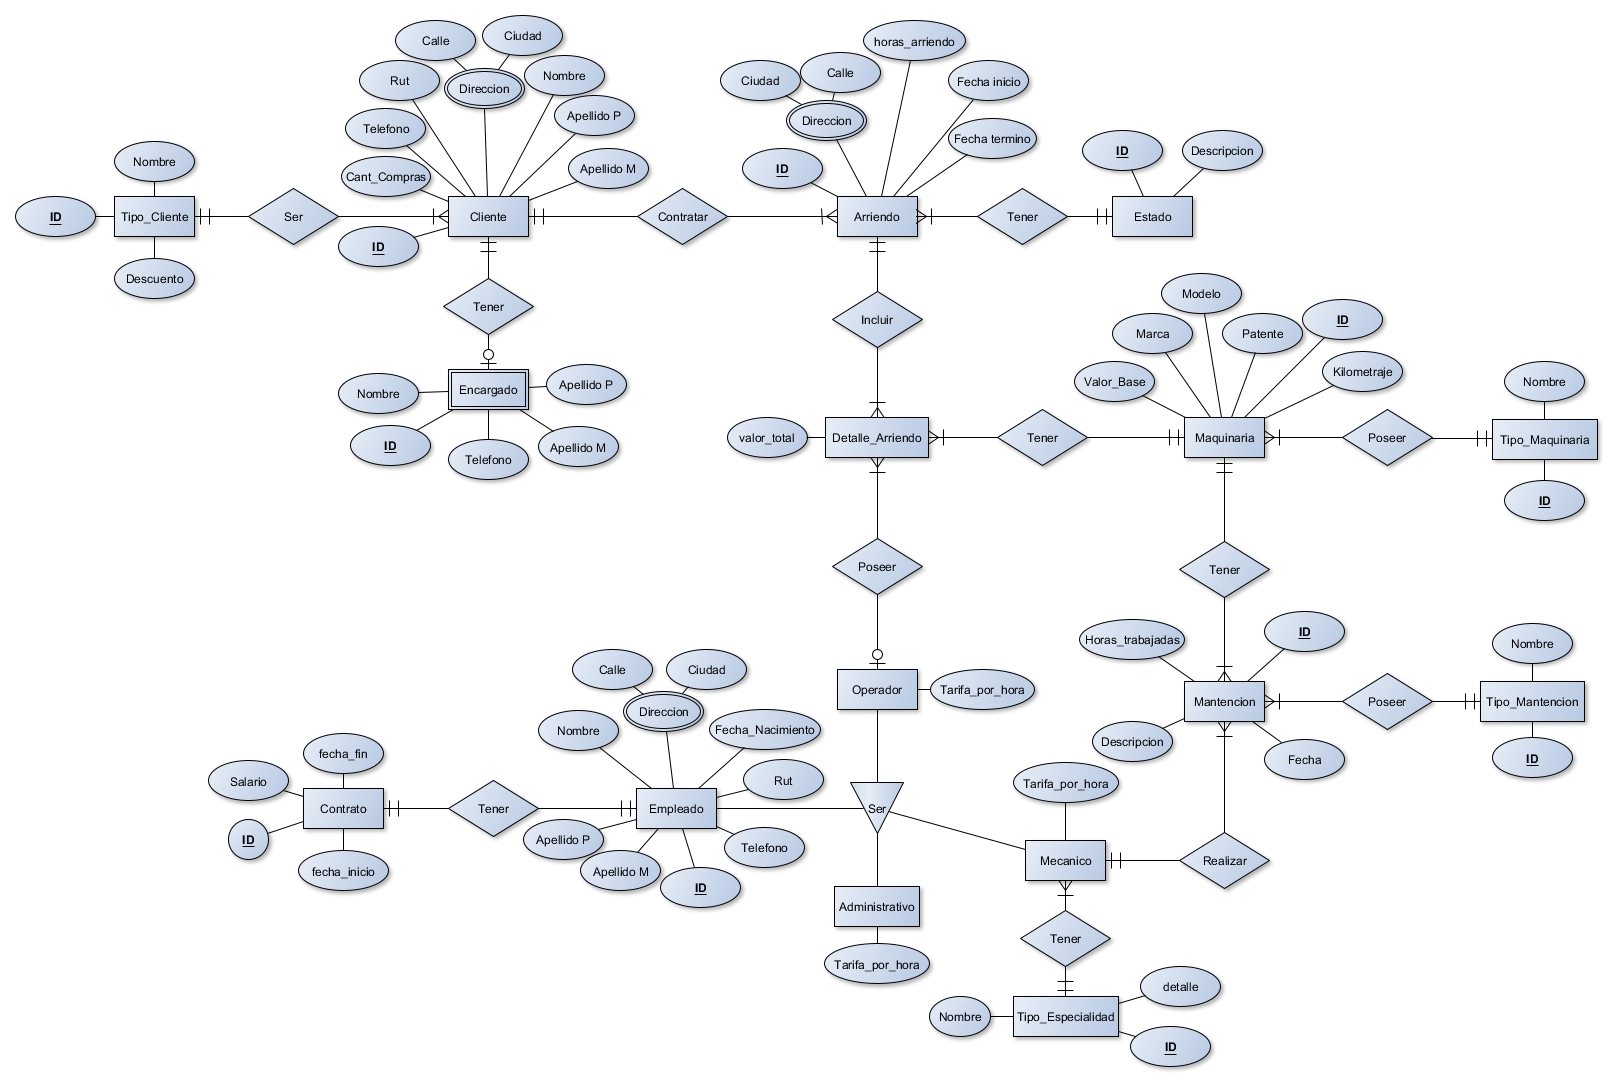 Calle
Ciudad
Rut
Direccion
Nombre
Telefono
Apellido P
Cant_Compras
Apellido M
Nombre
ID
Tipo_Cliente
Descuento
Ser
Cliente
ID
Contratar
horas_arriendo
Ciudad
Calle
Fecha inicio
Direccion
Fecha termino
ID
Arriendo
Tener
ID
Descripcion
Estado
Tener
Encargado
Nombre
Apellido P
ID
Telefono
Apellido M
Incluir
Modelo
Marca
Patente
ID
Valor_Base
Kilometraje
Nombre
valor_total
Detalle_Arriendo
Tener
Maquinaria
Poseer
Tipo_Maquinaria
ID
Poseer
Tener
Horas_trabajadas
ID
Nombre
Operador
Tarifa_por_hora
Mantencion
Poseer
Tipo_Mantencion
Descripcion
Fecha
ID
Calle
Ciudad
Direccion
Nombre
Fecha_Nacimiento
fecha_fin
Salario
Rut
Contrato
Tener
Empleado
Ser
ID
fecha_inicio
Apellido P
Apellido M
ID
Telefono
Tarifa_por_hora
Mecanico
Realizar
Administrativo
Tarifa_por_hora
Tener
detalle
Nombre
Tipo_Especialidad
ID